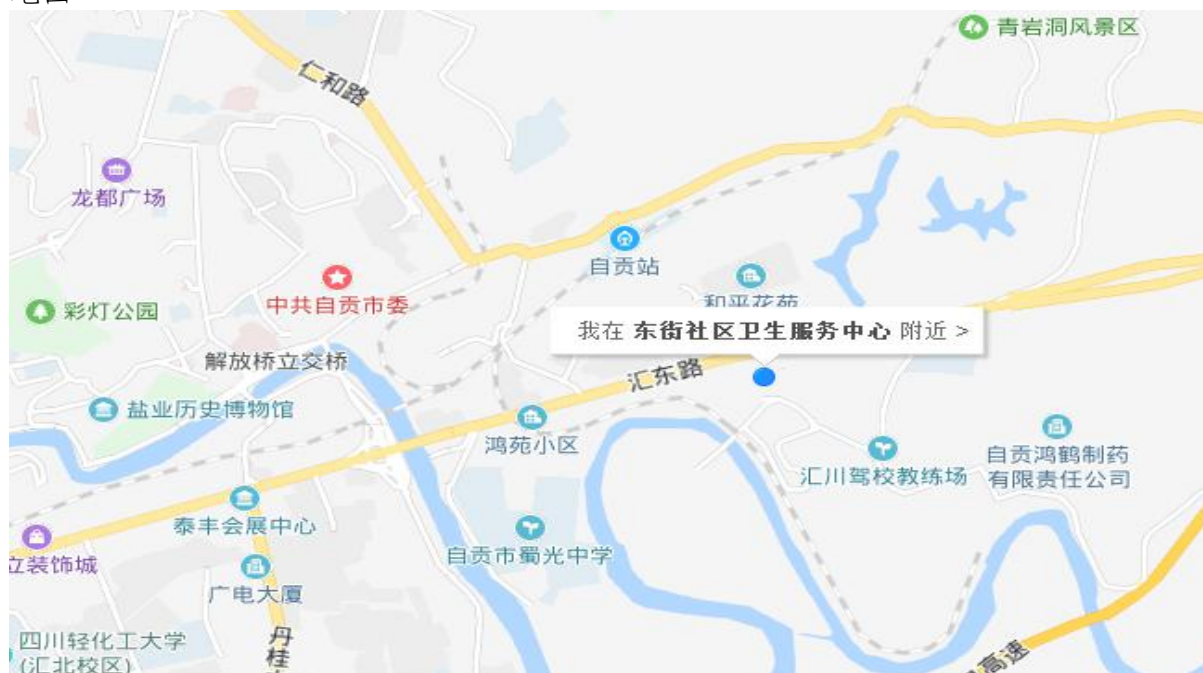 地图
青岩洞风景区
仁和路
龙都广场
自贡站
中共自贡市委
和平花苑
彩灯公园
我在 东街社区卫生服务中心 附近 >
解放桥立交桥
汇东路
盐业历史博物馆
鸿苑小区
自贡鸿鹤制药
有限责任公司
汇川驾校教练场
泰丰会展中心
自贡市蜀光中学
立装饰城
广电大厦
四川轻化工大学
(汇北校区)
丹桂
高速